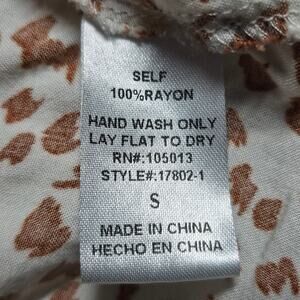 SELF
100%RAYON
HAND WASH ONLY
LAY FLAT TO DRY
RN#:105013
STYLE#:17802-1
S
MADE IN CHINA
HECHO EN CHINA